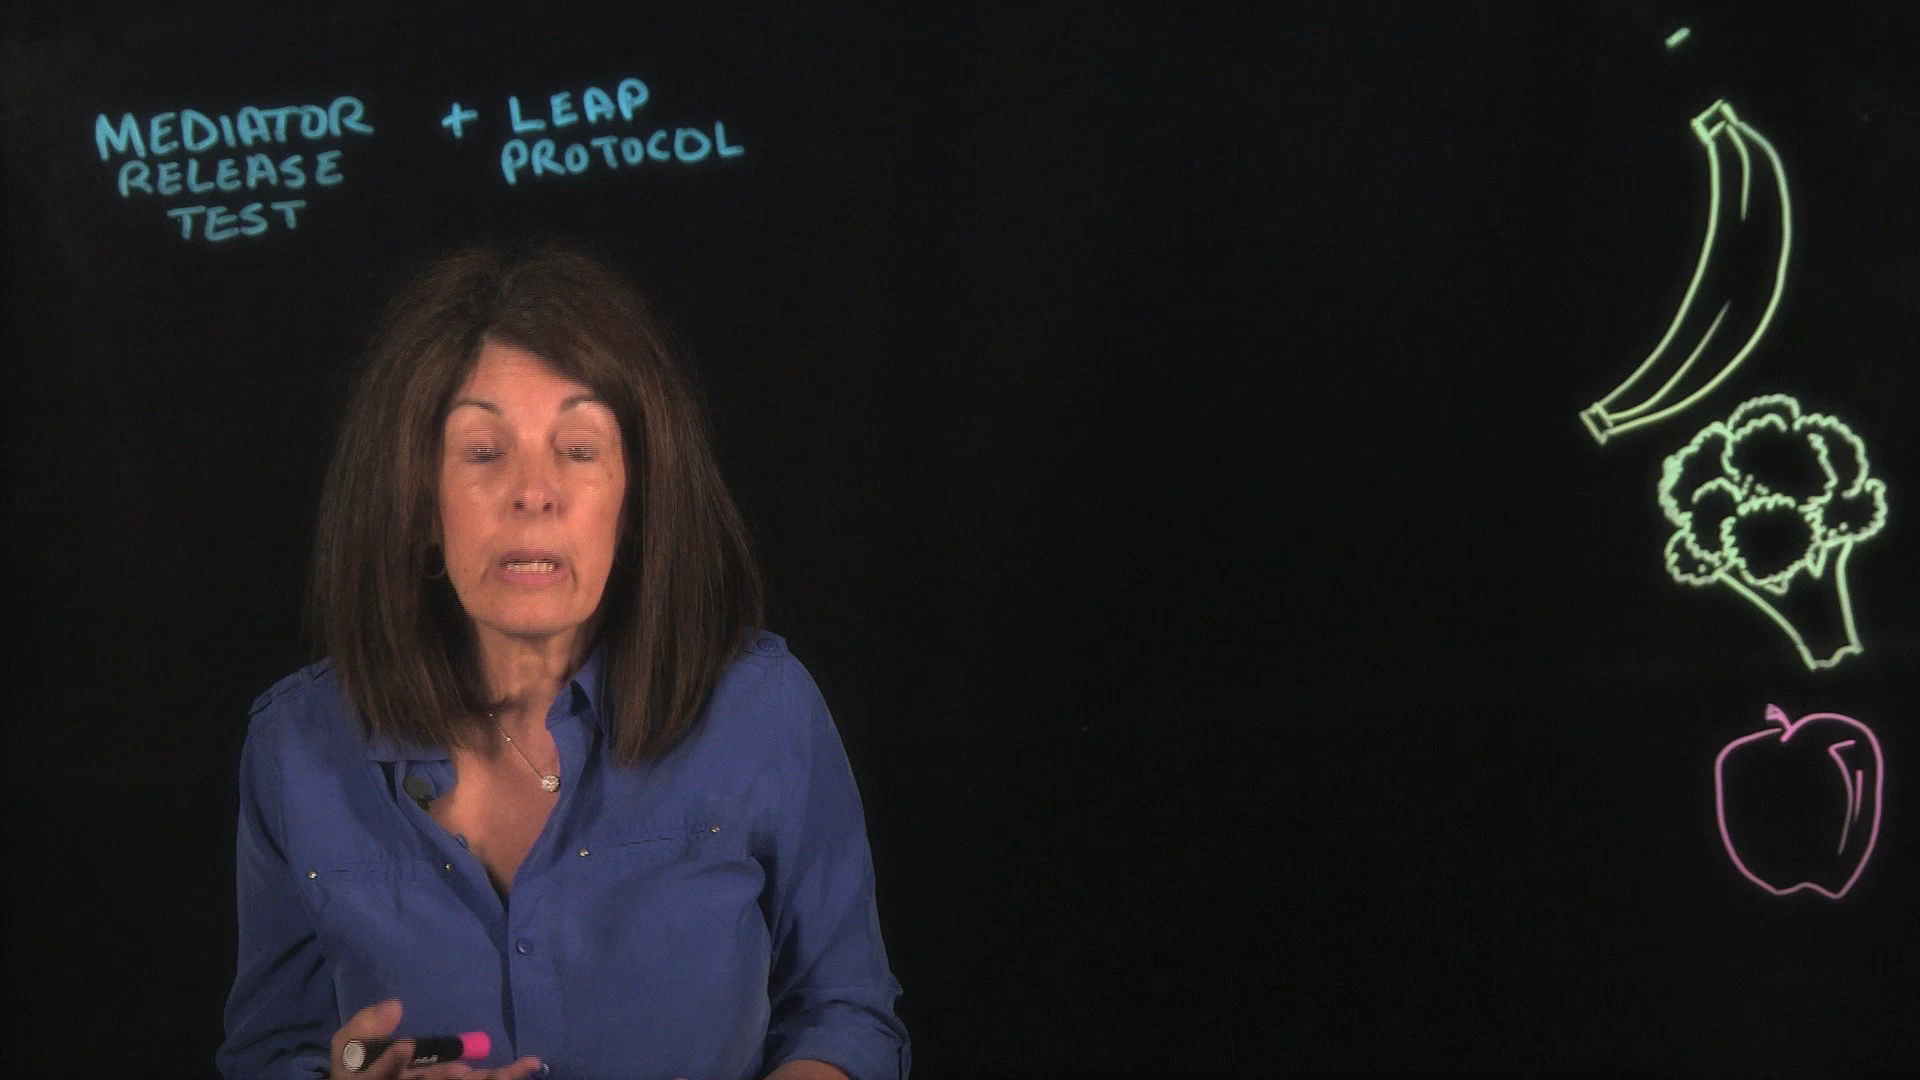 MEDIATOR
RELEASE
TEST
+ LEAP
PROTOCOL